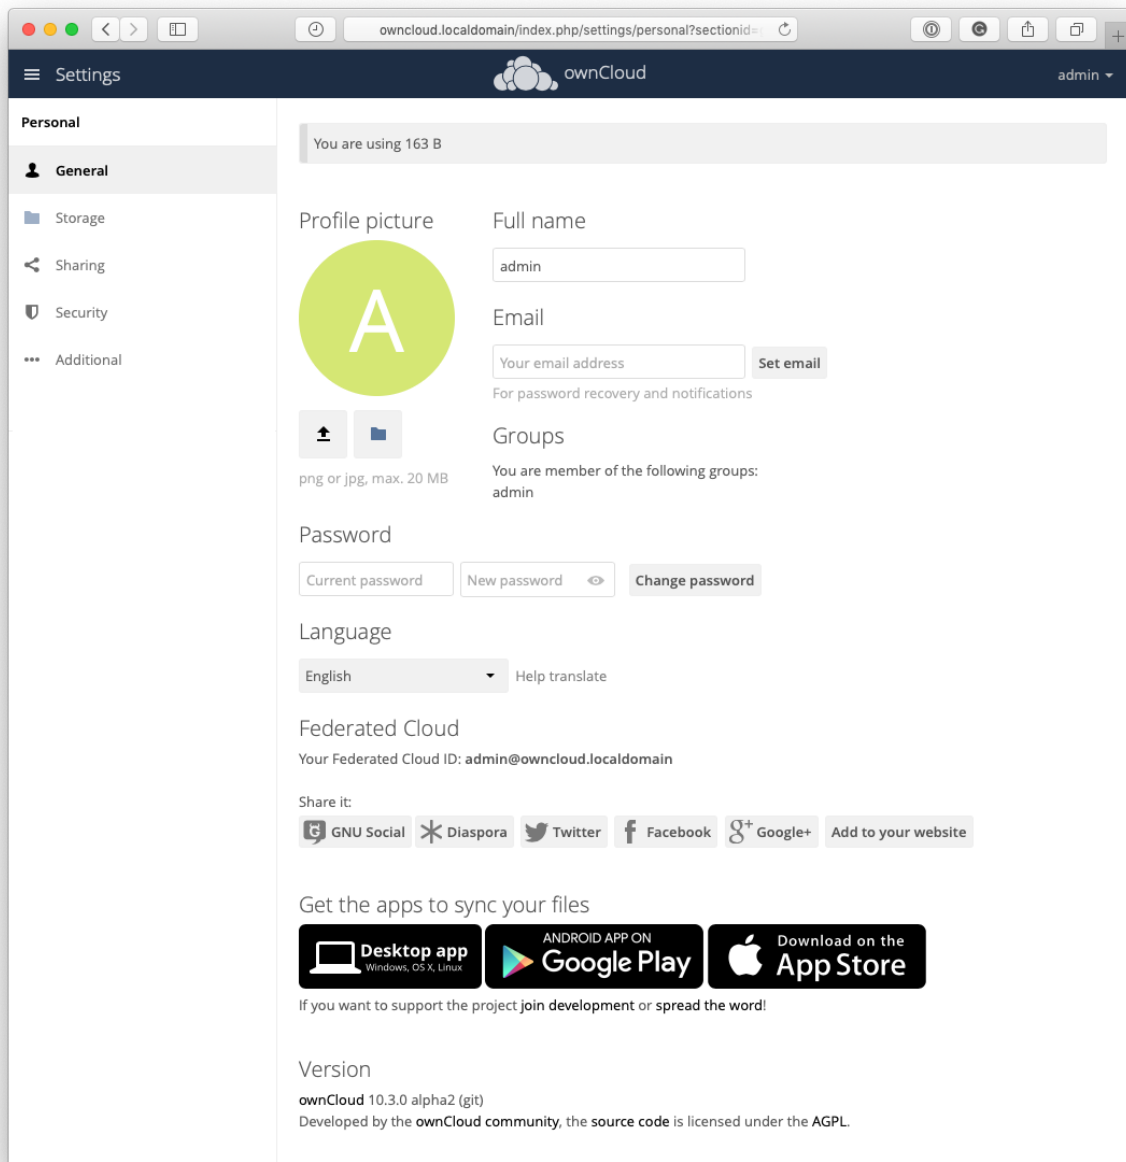 owncloud.localdomain/index.php/settings/personal?sectionid=
Settings
ownCloud
admin
Personal
General
Storage
Sharing
Security
Additional
You are using 163 B
Profile picture
A
png or jpg, max. 20 MB
Full name
admin
Email
Your email address
Set email
For password recovery and notifications
Groups
You are member of the following groups:
admin
Password
Current password
New password
Change password
Language
English
Help translate
Federated Cloud
Your Federated Cloud ID: admin@owncloud.localdomain
Share it:
GNU Social
Diaspora
Twitter
Facebook
g+ Google+
Add to your website
Get the apps to sync your files
Desktop app
Windows, OS X, Linux
ANDROID APP ON
Google Play
Download on the
App Store
If you want to support the project join development or spread the word!
Version
ownCloud 10.3.0 alpha2 (git)
Developed by the ownCloud community, the source code is licensed under the AGPL.